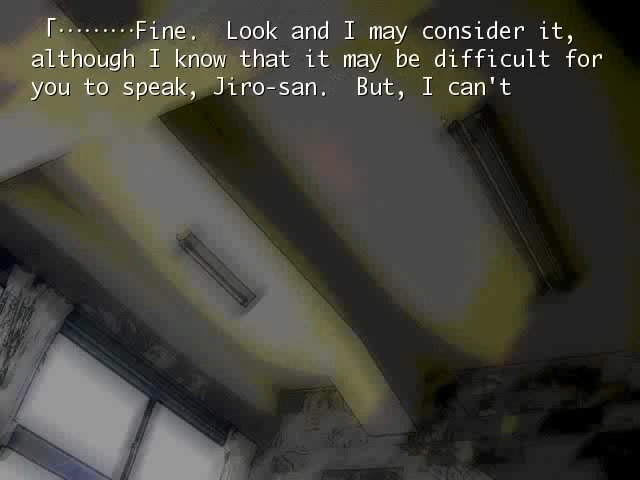 「………Fine.  Look and I may consider it,
although I know that it may be difficult for
you to speak, Jiro-san.  But, I can't